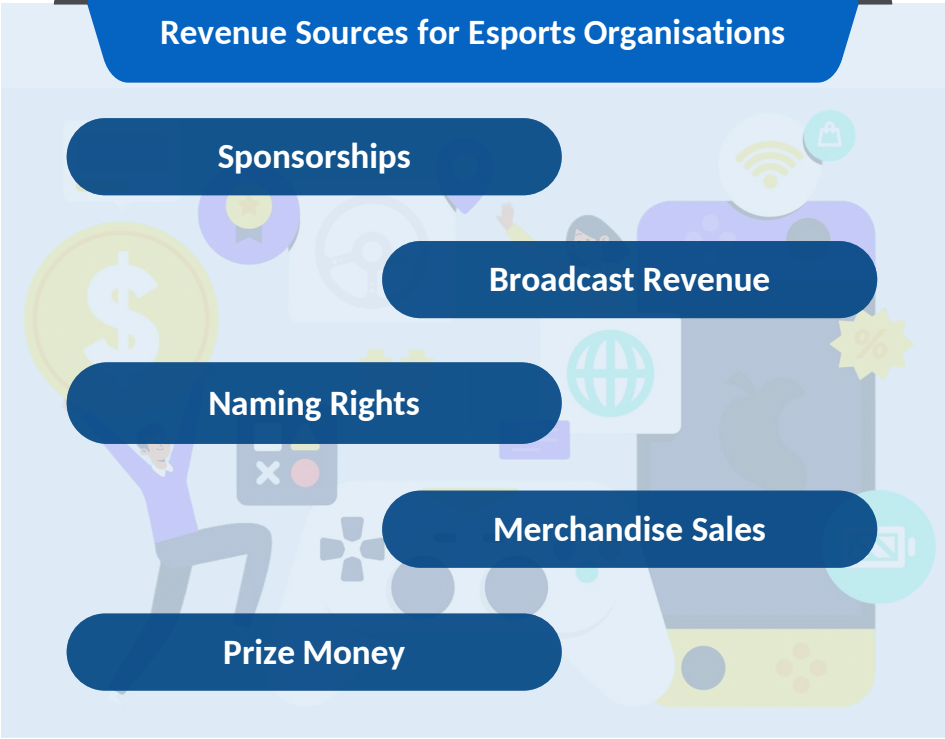 Revenue Sources for Esports Organisations
Sponsorships
Broadcast Revenue
Naming Rights
Merchandise Sales
Prize Money